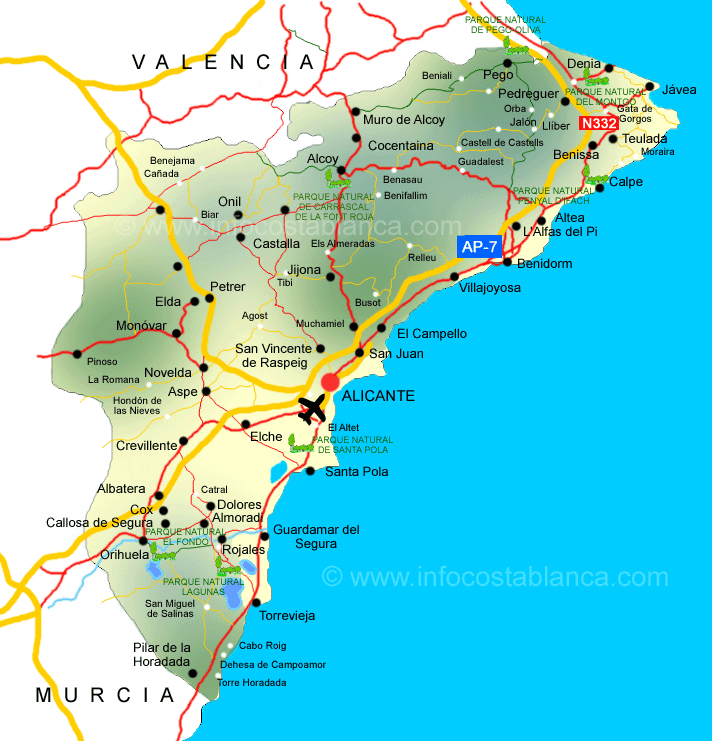 PARQUE NATURAL
DE PEGO-OLIVA
VALENCIA
Denia
Beniali
Pego
Pedreguer
PARQUE NATURAL
DEL MONTGO
Jávea
Orba
Gata de
Gorgos
Muro de Alcoy
Jalón
Llíber
N332
Cocentaina
Castell de Castells
Teulada
Benissa
Moraira
Benejama
Cañada
Alcoy
Guadalest
Benasau
Calpe
PARQUE NATURAL
DE CARRASCAL
DE LA FONT ROJA
Benifallim
PARQUE NATURAL
PENYAL D'IFACH
Onil
Biar
© www.infocostablanca.com
Altea
L'Alfas del Pi
Castalla
Els Almeradas
AP-7
Relleu
Benidorm
Jijona
Tibi
Villajoyosa
Petrer
Elda
Busot
Agost
Muchamiel
Monóvar
El Campello
San Vincente
de Raspeig
San Juan
Pinoso
Novelda
La Romana
Aspe
ALICANTE
Hondón de
las Nieves
El Altet
Elche
PARQUE NATURAL
DE SANTA POLA
Crevillente
Santa Pola
Albatera
Catral
Cox
Dolores
Callosa de Segura
Almoradi
PARQUE NATURAL
EL FONDO
Guardamar del
Segura
Orihuela
Rojales
PARQUE NATURAL
LAGUNAS
© www.infocostablanca.com
San Miguel
de Salinas
Torrevieja
Pilar de la
Horadada
Cabo Roig
Dehesa de Campoamor
Torre Horadada
MURCIA